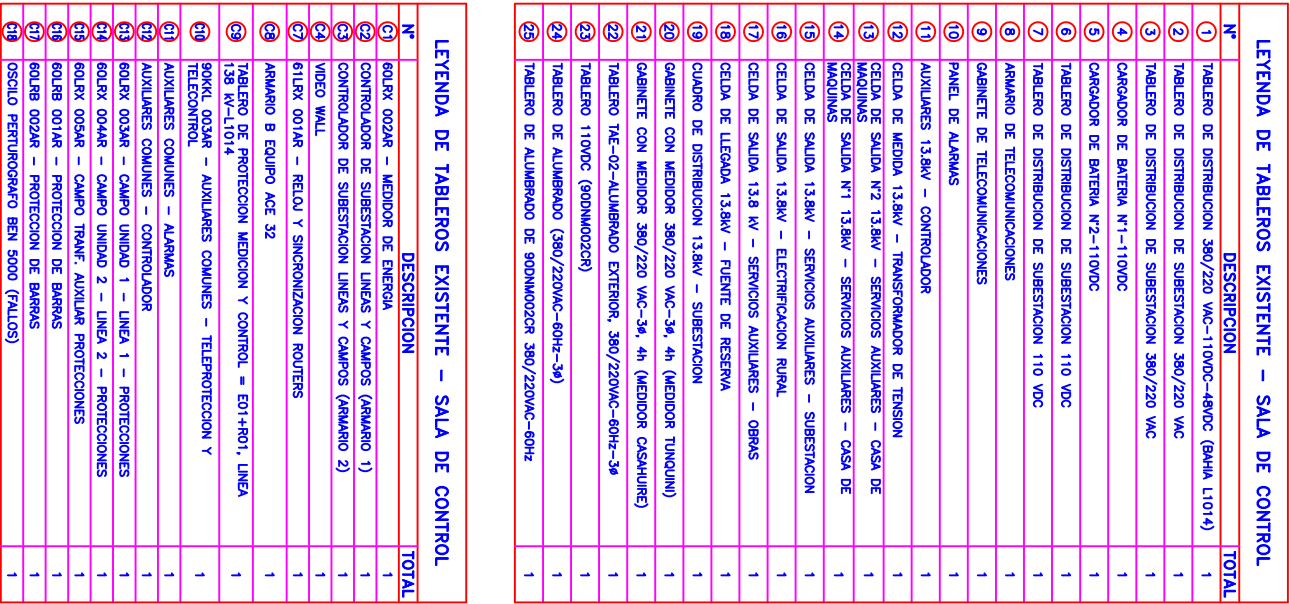 LEYENDA DE TABLEROS EXISTENTE – SALA DE CONTROL
N° DESCRIPCION TOTAL
1 TABLERO DE DISTRIBUCION 380/220 VAC–110VDC–48VDC (BAHIA L1014) 1
2 TABLERO DE DISTRIBUCION DE SUBESTACION 380/220 VAC 1
3 TABLERO DE DISTRIBUCION DE SUBESTACION 380/220 VAC 1
4 CARGADOR DE BATERIA N°1–110VDC 1
5 CARGADOR DE BATERIA N°2–110VDC 1
6 TABLERO DE DISTRIBUCION DE SUBESTACION 110 VDC 1
7 TABLERO DE DISTRIBUCION DE SUBESTACION 110 VDC 1
8 ARMARIO DE TELECOMUNICACIONES 1
9 GABINETE DE TELECOMUNICACIONES 1
10 PANEL DE ALARMAS 1
11 AUXILIARES 13.8kV – CONTROLADOR 1
12 CELDA DE MEDIDA 13.8kV – TRANSFORMADOR DE TENSION 1
13 CELDA DE SALIDA N°2 13.8kV – SERVICIOS AUXILIARES – CASA DE
MAQUINAS 1
14 CELDA DE SALIDA N°1 13.8kV – SERVICIOS AUXILIARES – CASA DE
MAQUINAS 1
15 CELDA DE SALIDA 13.8kV – SERVICIOS AUXILIARES – SUBESTACION 1
16 CELDA DE SALIDA 13.8kV – ELECTRIFICACION RURAL 1
17 CELDA DE SALIDA 13.8 kV – SERVICIOS AUXILIARES – OBRAS 1
18 CELDA DE LLEGADA 13.8kV – FUENTE DE RESERVA 1
19 CUADRO DE DISTRIBUCION 13.8kV – SUBESTACION 1
20 GABINETE CON MEDIDOR 380/220 VAC–3ø, 4h (MEDIDOR TUNQUINI) 1
21 GABINETE CON MEDIDOR 380/220 VAC–3ø, 4h (MEDIDOR CASAHUIRE) 1
22 TABLERO TAE–02–ALUMBRADO EXTERIOR, 380/220VAC–60Hz–3ø 1
23 TABLERO 110VDC (90DNM002CR) 1
24 TABLERO DE ALUMBRADO (380/220VAC–60Hz–3ø) 1
25 TABLERO DE ALUMBRADO DE 90DNM002CR 380/220VAC–60Hz 1
LEYENDA DE TABLEROS EXISTENTE – SALA DE CONTROL
N° DESCRIPCION TOTAL
C1 60LRX 002AR – MEDIDOR DE ENERGIA 1
C2 CONTROLADOR DE SUBESTACION LINEAS Y CAMPOS (ARMARIO 1) 1
C3 CONTROLADOR DE SUBESTACION LINEAS Y CAMPOS (ARMARIO 2) 1
C4 VIDEO WALL 1
C7 61LRX 001AR – RELOJ Y SINCRONIZACION ROUTERS 1
C8 ARMARIO B EQUIPO ACE 32 1
C9 TABLERO DE PROTECCION MEDICION Y CONTROL = E01+R01, LINEA
138 kV–L1014 1
C10 90KKL 003AR – AUXILIARES COMUNES – TELEPROTECCION Y
TELECONTROL 1
C11 AUXILIARES COMUNES – ALARMAS 1
C12 AUXILIARES COMUNES – CONTROLADOR 1
C13 60LRX 003AR – CAMPO UNIDAD 1 – LINEA 1 – PROTECCIONES 1
C14 60LRX 004AR – CAMPO UNIDAD 2 – LINEA 2 – PROTECCIONES 1
C15 60LRX 005AR – CAMPO TRANF. AUXILIAR PROTECCIONES 1
C16 60LRB 001AR – PROTECCION DE BARRAS 1
C17 60LRB 002AR – PROTECCION DE BARRAS 1
C18 OSCILO PERTUROGRAFO BEN 5000 (FALLOS) 1